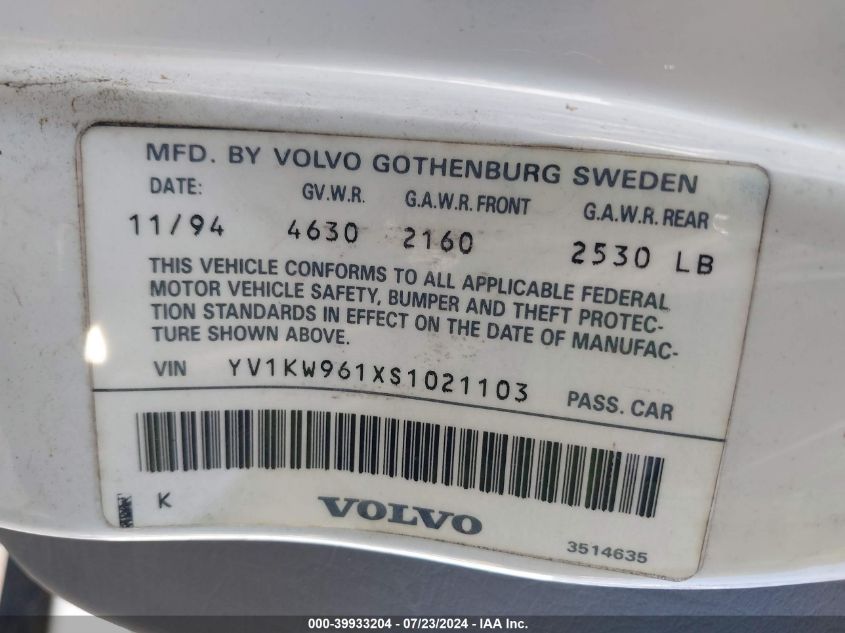 MFD. BY VOLVO GOTHENBURG SWEDEN
DATE: GV.W.R. G.A.W.R. FRONT G.A.W.R. REAR
11/94 4630 2160 2530 LB
THIS VEHICLE CONFORMS TO ALL APPLICABLE FEDERAL
MOTOR VEHICLE SAFETY, BUMPER AND THEFT PROTEC-
TION STANDARDS IN EFFECT ON THE DATE OF MANUFAC-
TURE SHOWN ABOVE.
VIN YV1KW961XS1021103 PASS. CAR
K VOLVO 3514635
000-39933204 / 07/23/2024 - IAA Inc.